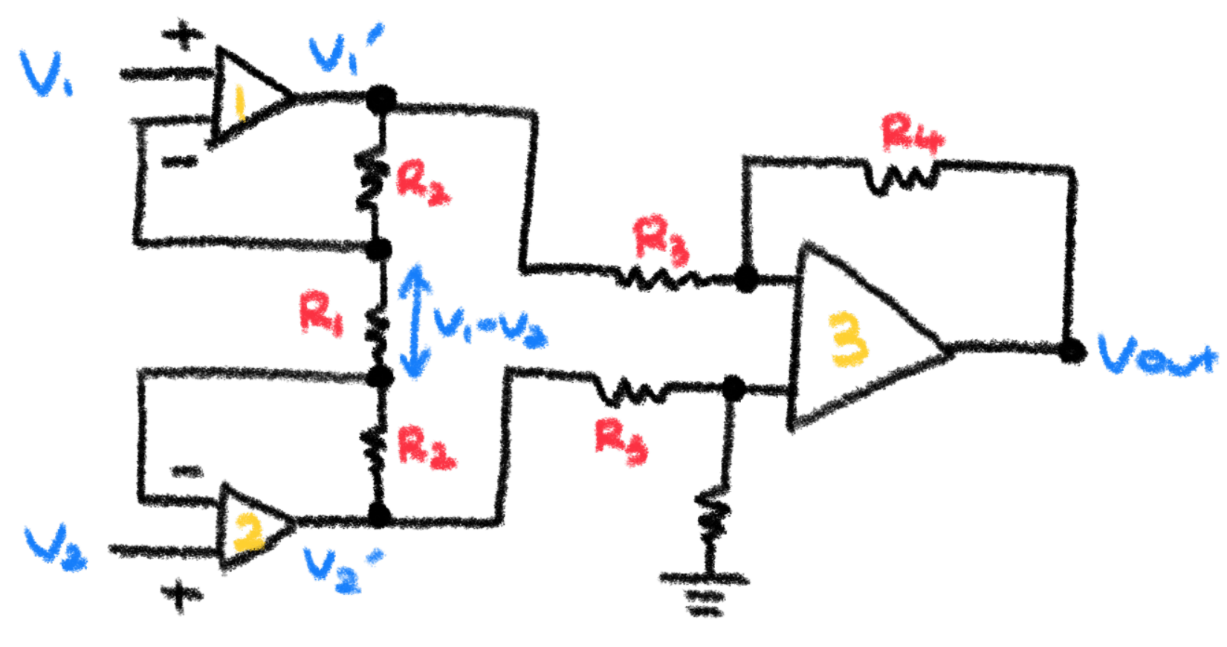 +
V₁
1
V₁′
−
R₂
R₄
R₃
R₁
V₁-V₂
3
Vout
R₃
R₂
−
V₂
2
V₂′
+